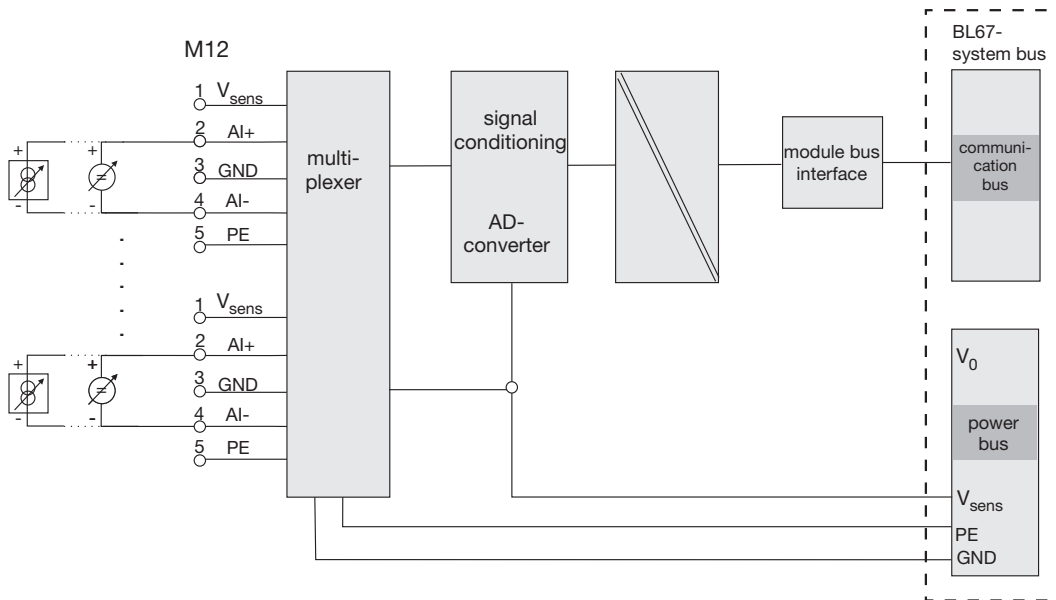 BL67-
system bus
M12
1 Vsens
2 AI+
3 GND
4 AI-
5 PE
+ +
=
- -
multi-
plexer
signal
conditioning
AD-
converter
module bus
interface
communi-
cation
bus
1 Vsens
2 AI+
3 GND
4 AI-
5 PE
+ +
=
- -
V0
power
bus
Vsens
PE
GND